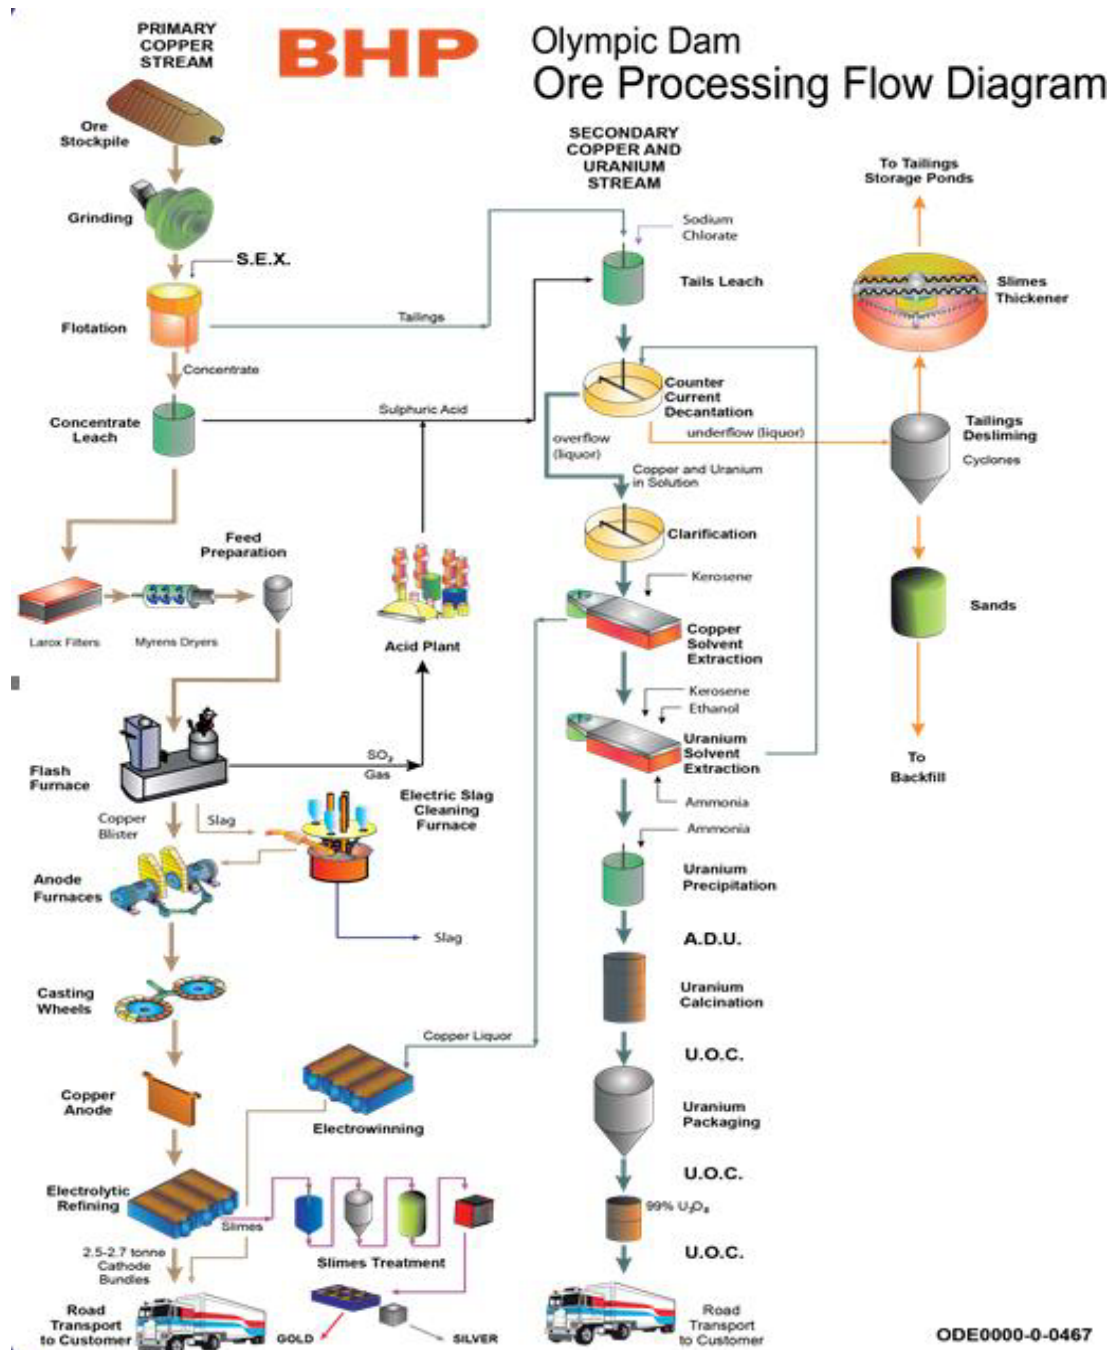 PRIMARY
COPPER
STREAM
BHP
Olympic Dam
Ore Processing Flow Diagram
Ore
Stockpile
Grinding
S.E.X.
Flotation
Tailings
Concentrate
Concentrate
Leach
Sulphuric Acid
Feed
Preparation
Larox Filters
Myrens Dryers
Acid Plant
Flash
Furnace
SO₂
Gas
Copper
Blister
Slag
Electric Slag
Cleaning
Furnace
Anode
Furnaces
Slag
Casting
Wheels
Copper Liquor
Copper
Anode
Electrowinning
Electrolytic
Refining
Slimes
Slimes Treatment
2.5-2.7 tonne
Cathode
Bundles
Road
Transport
to Customer
GOLD
SILVER
SECONDARY
COPPER AND
URANIUM
STREAM
Sodium
Chlorate
Tails Leach
Counter
Current
Decantation
overflow
(liquor)
underflow (liquor)
Copper and Uranium
in Solution
Clarification
Kerosene
Copper
Solvent
Extraction
Kerosene
Ethanol
Uranium
Solvent
Extraction
Ammonia
Ammonia
Uranium
Precipitation
A.D.U.
Uranium
Calcination
U.O.C.
Uranium
Packaging
U.O.C.
99% U₃O₈
U.O.C.
Road
Transport
to Customer
To Tailings
Storage Ponds
Slimes
Thickener
Tailings
Desliming
Cyclones
Sands
To
Backfill
ODE0000-0-0467